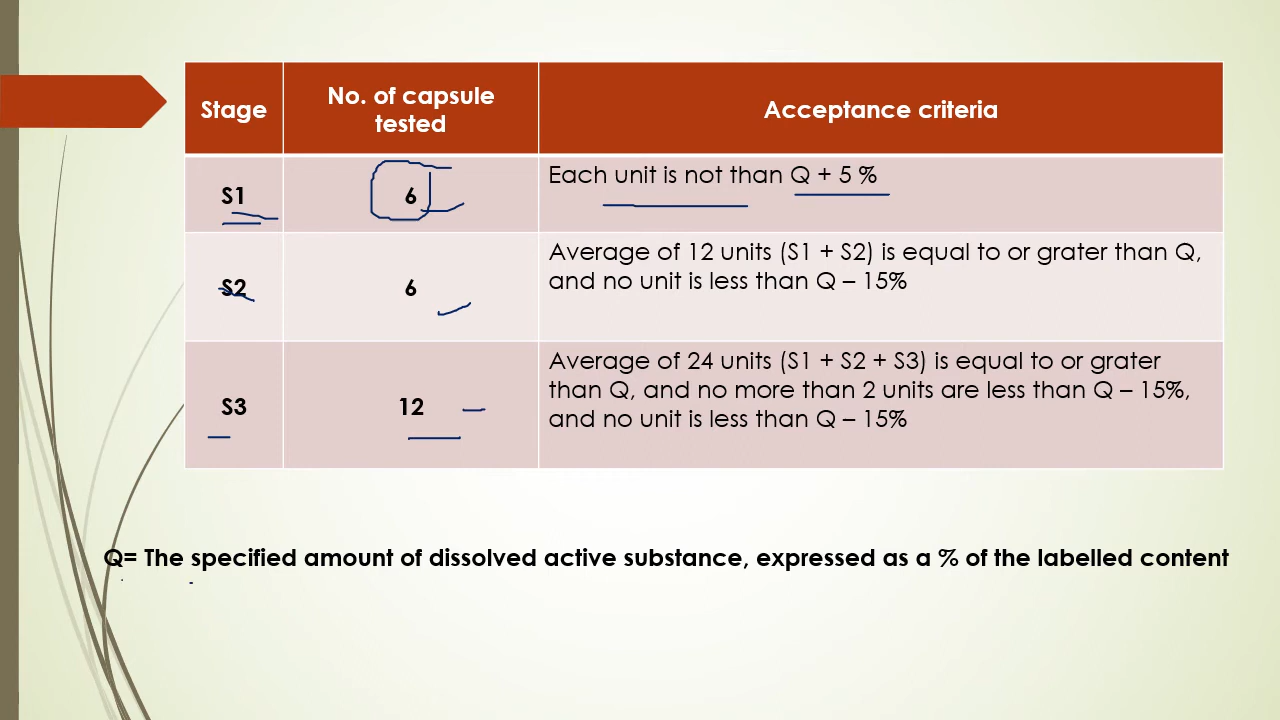 Stage
No. of capsule
tested
Acceptance criteria
S1
6
Each unit is not than Q + 5 %
S2
6
Average of 12 units (S1 + S2) is equal to or grater than Q,
and no unit is less than Q – 15%
S3
12
Average of 24 units (S1 + S2 + S3) is equal to or grater
than Q, and no more than 2 units are less than Q – 15%,
and no unit is less than Q – 15%
Q= The specified amount of dissolved active substance, expressed as a % of the labelled content